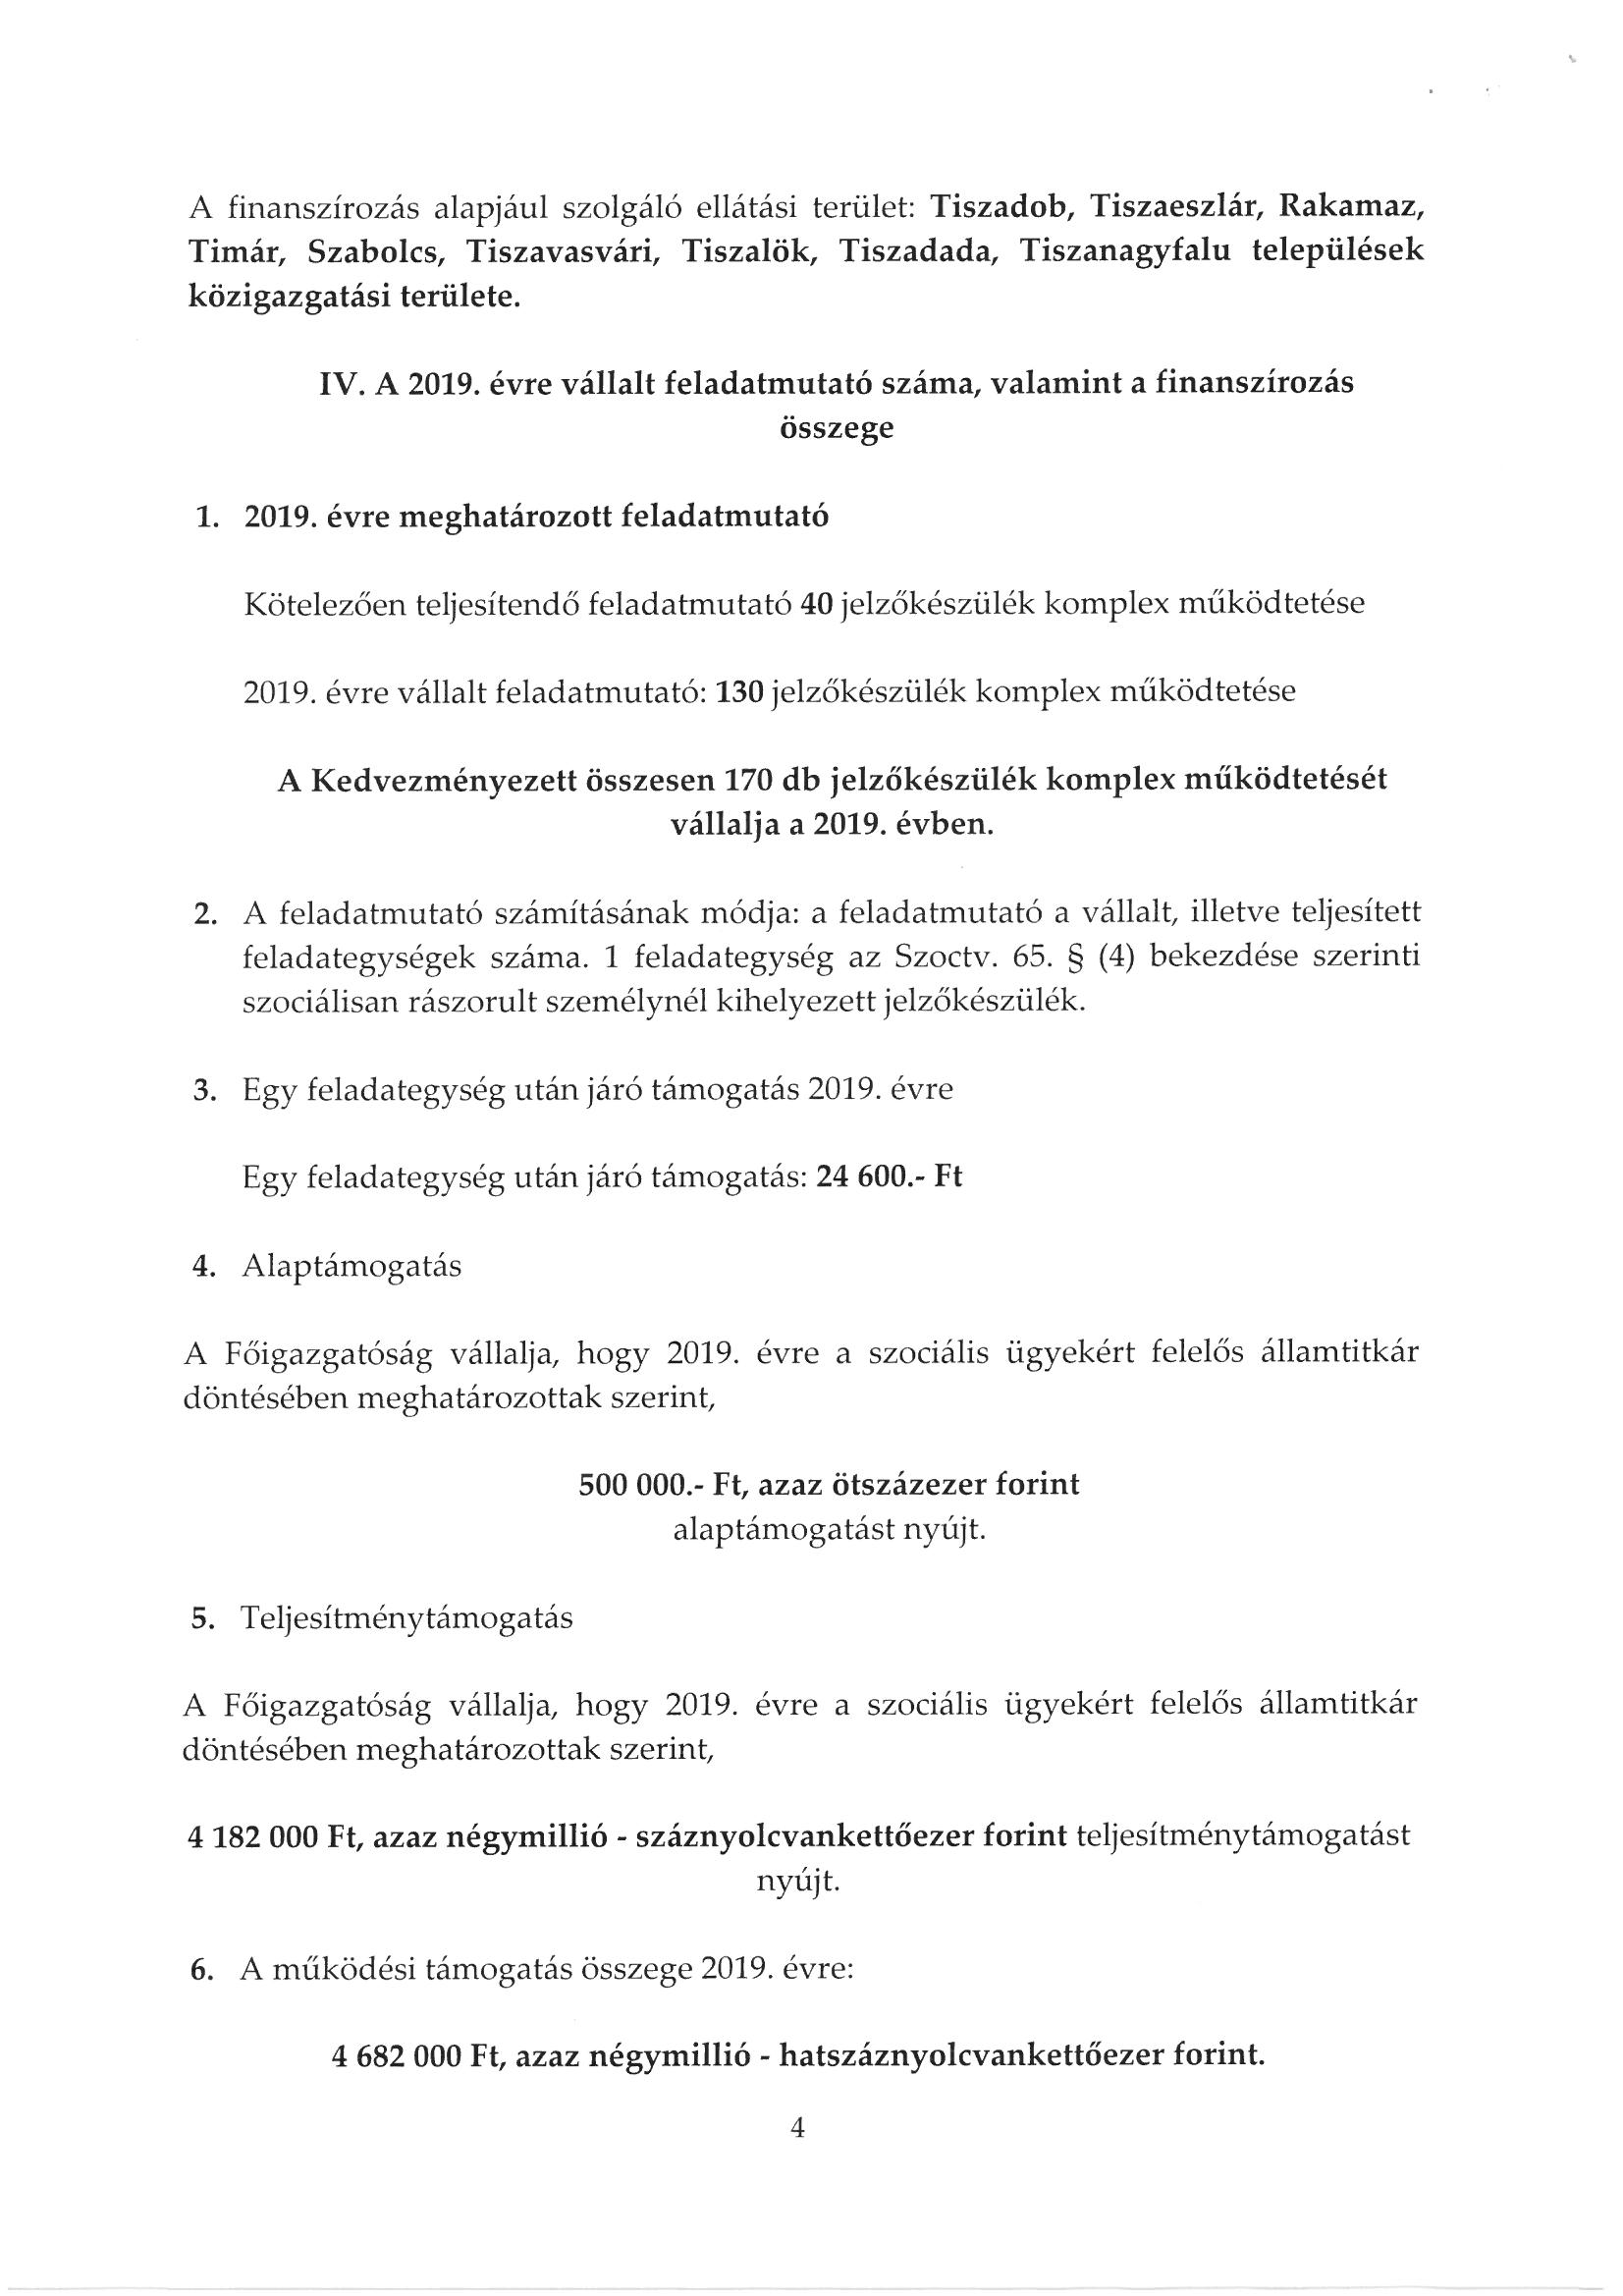 A finanszírozás alapjául szolgáló ellátási terület: Tiszadob, Tiszaeszlár, Rakamaz,
Timár, Szabolcs, Tiszavasvári, Tiszalök, Tiszadada, Tiszanagyfalu települések
közigazgatási területe.
IV. A 2019. évre vállalt feladatmutató száma, valamint a finanszírozás
összege
1. 2019. évre meghatározott feladatmutató
Kötelezően teljesítendő feladatmutató 40 jelzőkészülék komplex működtetése
2019. évre vállalt feladatmutató: 130 jelzőkészülék komplex működtetése
A Kedvezményezett összesen 170 db jelzőkészülék komplex működtetését
vállalja a 2019. évben.
2. A feladatmutató számításának módja: a feladatmutató a vállalt, illetve teljesített
feladategységek száma. 1 feladategység az Szoctv. 65. § (4) bekezdése szerinti
szociálisan rászorult személynél kihelyezett jelzőkészülék.
3. Egy feladategység után járó támogatás 2019. évre
Egy feladategység után járó támogatás: 24 600.- Ft
4. Alaptámogatás
A Főigazgatóság vállalja, hogy 2019. évre a szociális ügyekért felelős államtitkár
döntésében meghatározottak szerint,
500 000.- Ft, azaz ötszázezer forint
alaptámogatást nyújt.
5. Teljesítménytámogatás
A Főigazgatóság vállalja, hogy 2019. évre a szociális ügyekért felelős államtitkár
döntésében meghatározottak szerint,
4 182 000 Ft, azaz négymillió - száznyolcvankettőezer forint teljesítménytámogatást
nyújt.
6. A működési támogatás összege 2019. évre:
4 682 000 Ft, azaz négymillió - hatszáznyolcvankettőezer forint.
4